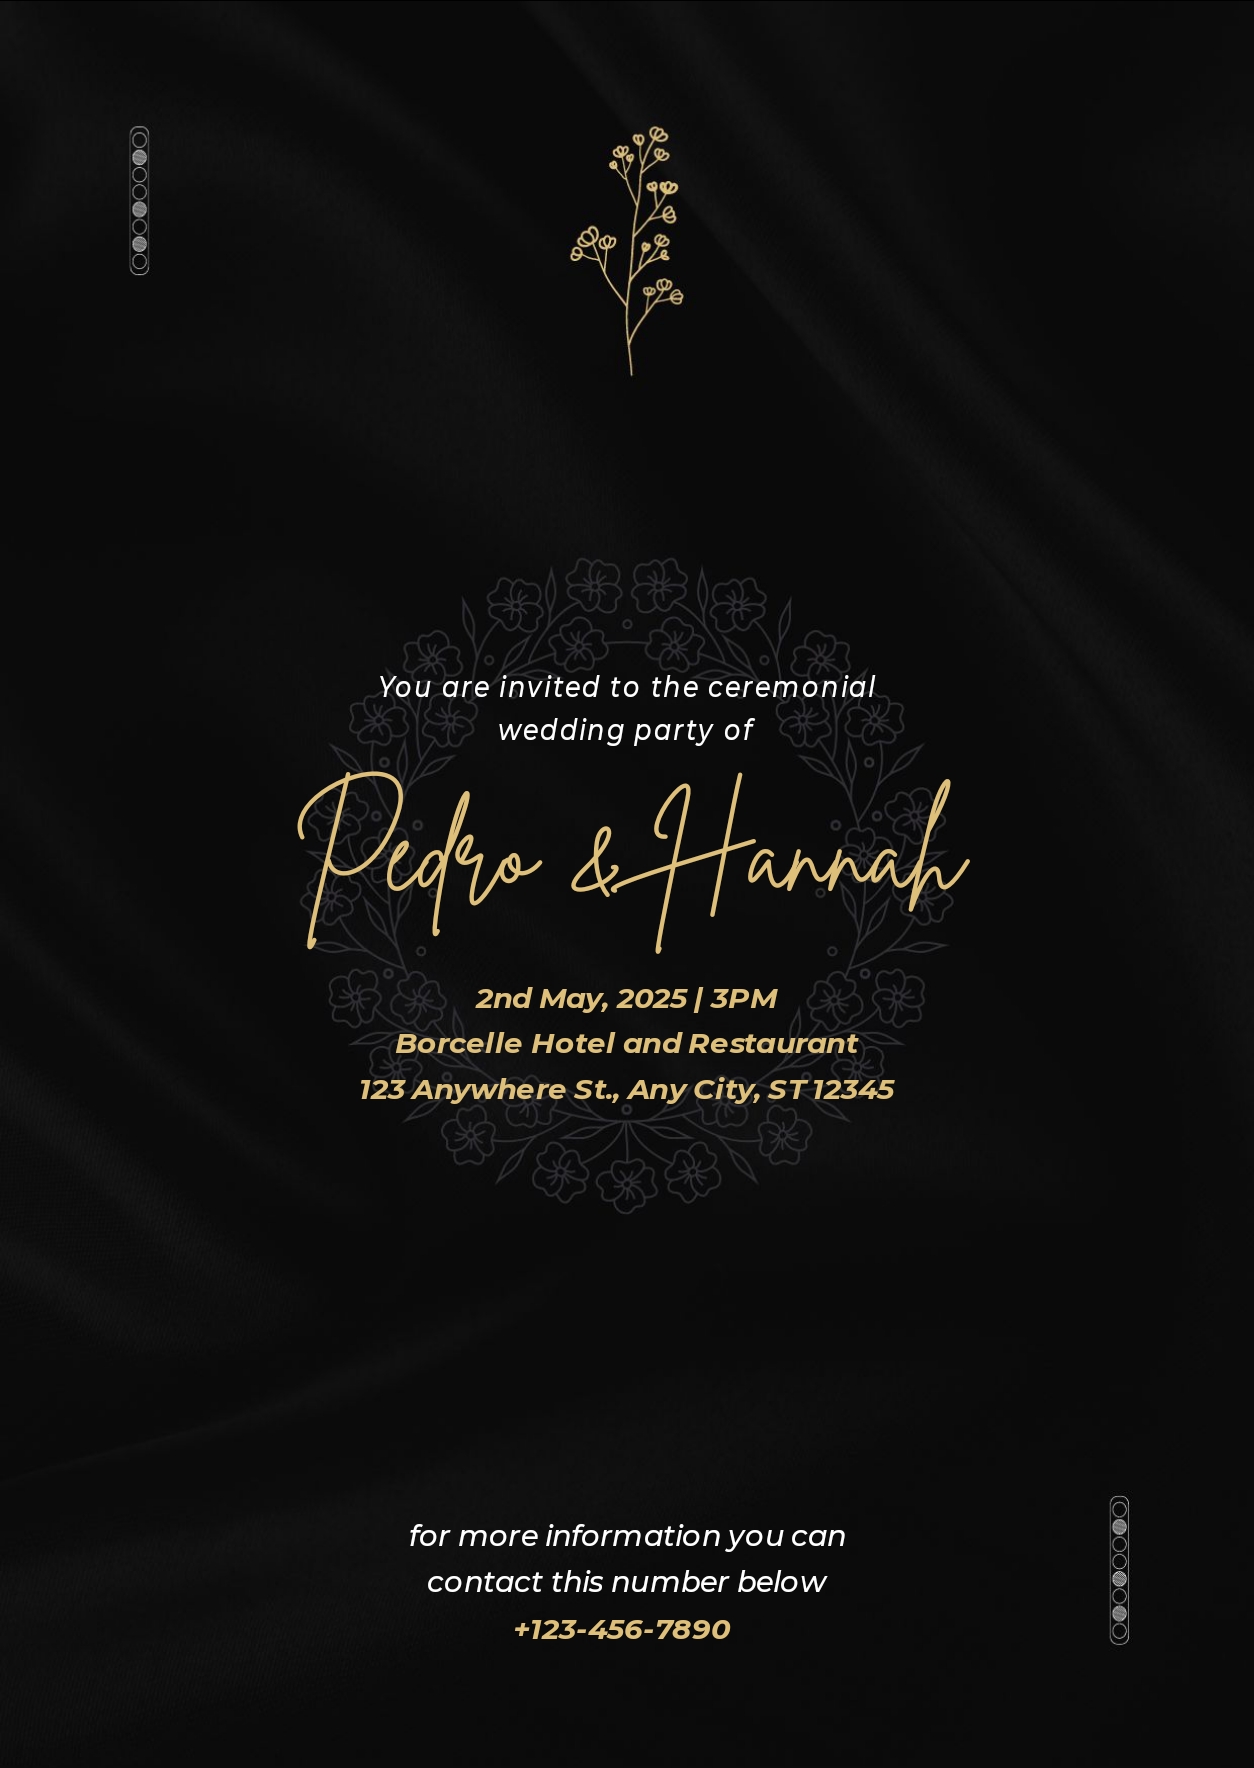 You are invited to the ceremonial
wedding party of
Pedro & Hannah
2nd May, 2025 | 3PM
Borcelle Hotel and Restaurant
123 Anywhere St., Any City, ST 12345
for more information you can
contact this number below
+123-456-7890